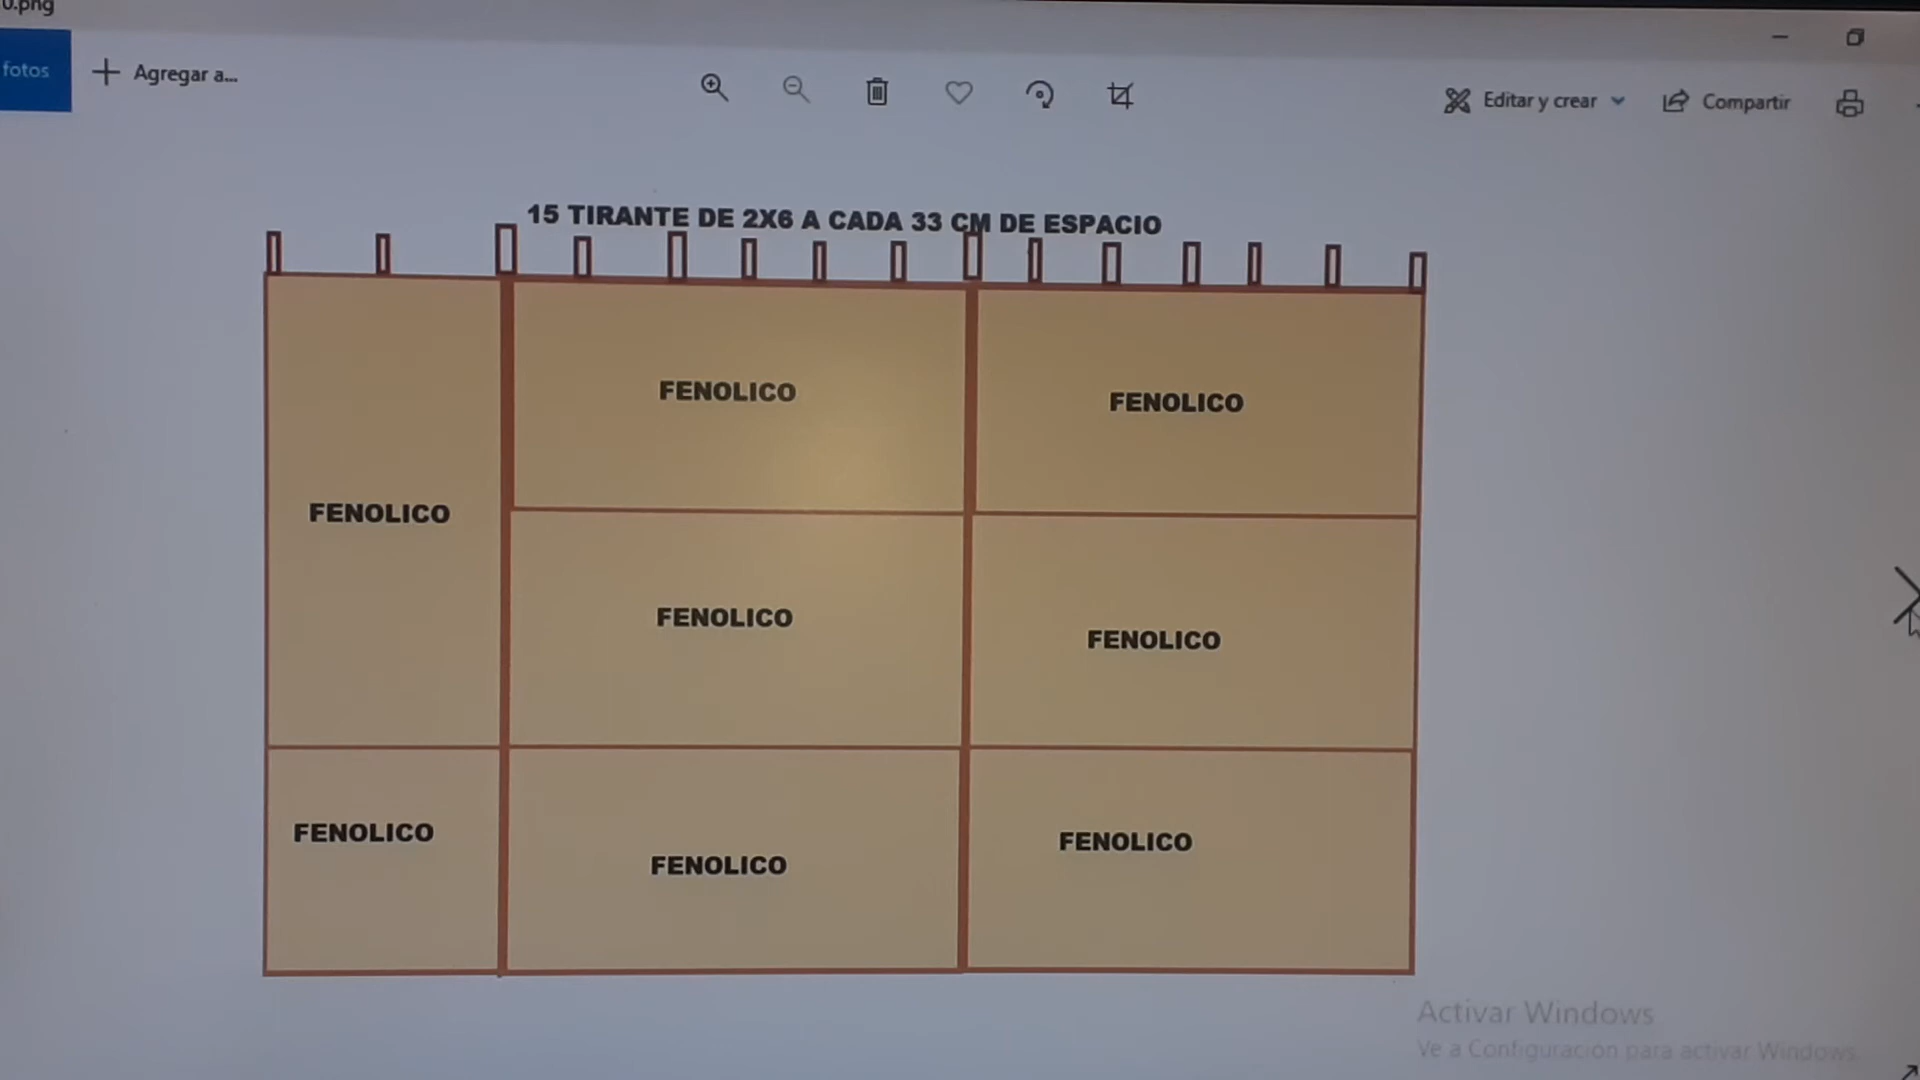 0.png
fotos
Agregar a...
Editar y crear
Compartir
15 TIRANTE DE 2X6 A CADA 33 CM DE ESPACIO
FENOLICO
FENOLICO
FENOLICO
FENOLICO
FENOLICO
FENOLICO
FENOLICO
FENOLICO
Activar Windows
Ve a Configuración para activar Windows.